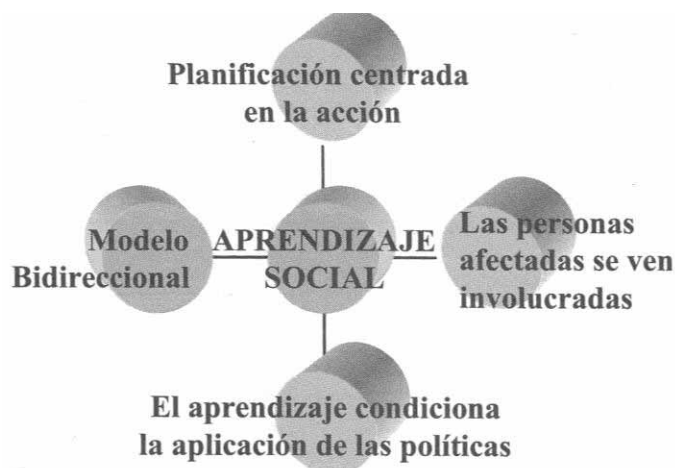 Planificación centrada
en la acción
Modelo
Bidireccional
APRENDIZAJE
SOCIAL
Las personas
afectadas se ven
involucradas
El aprendizaje condiciona
la aplicación de las políticas